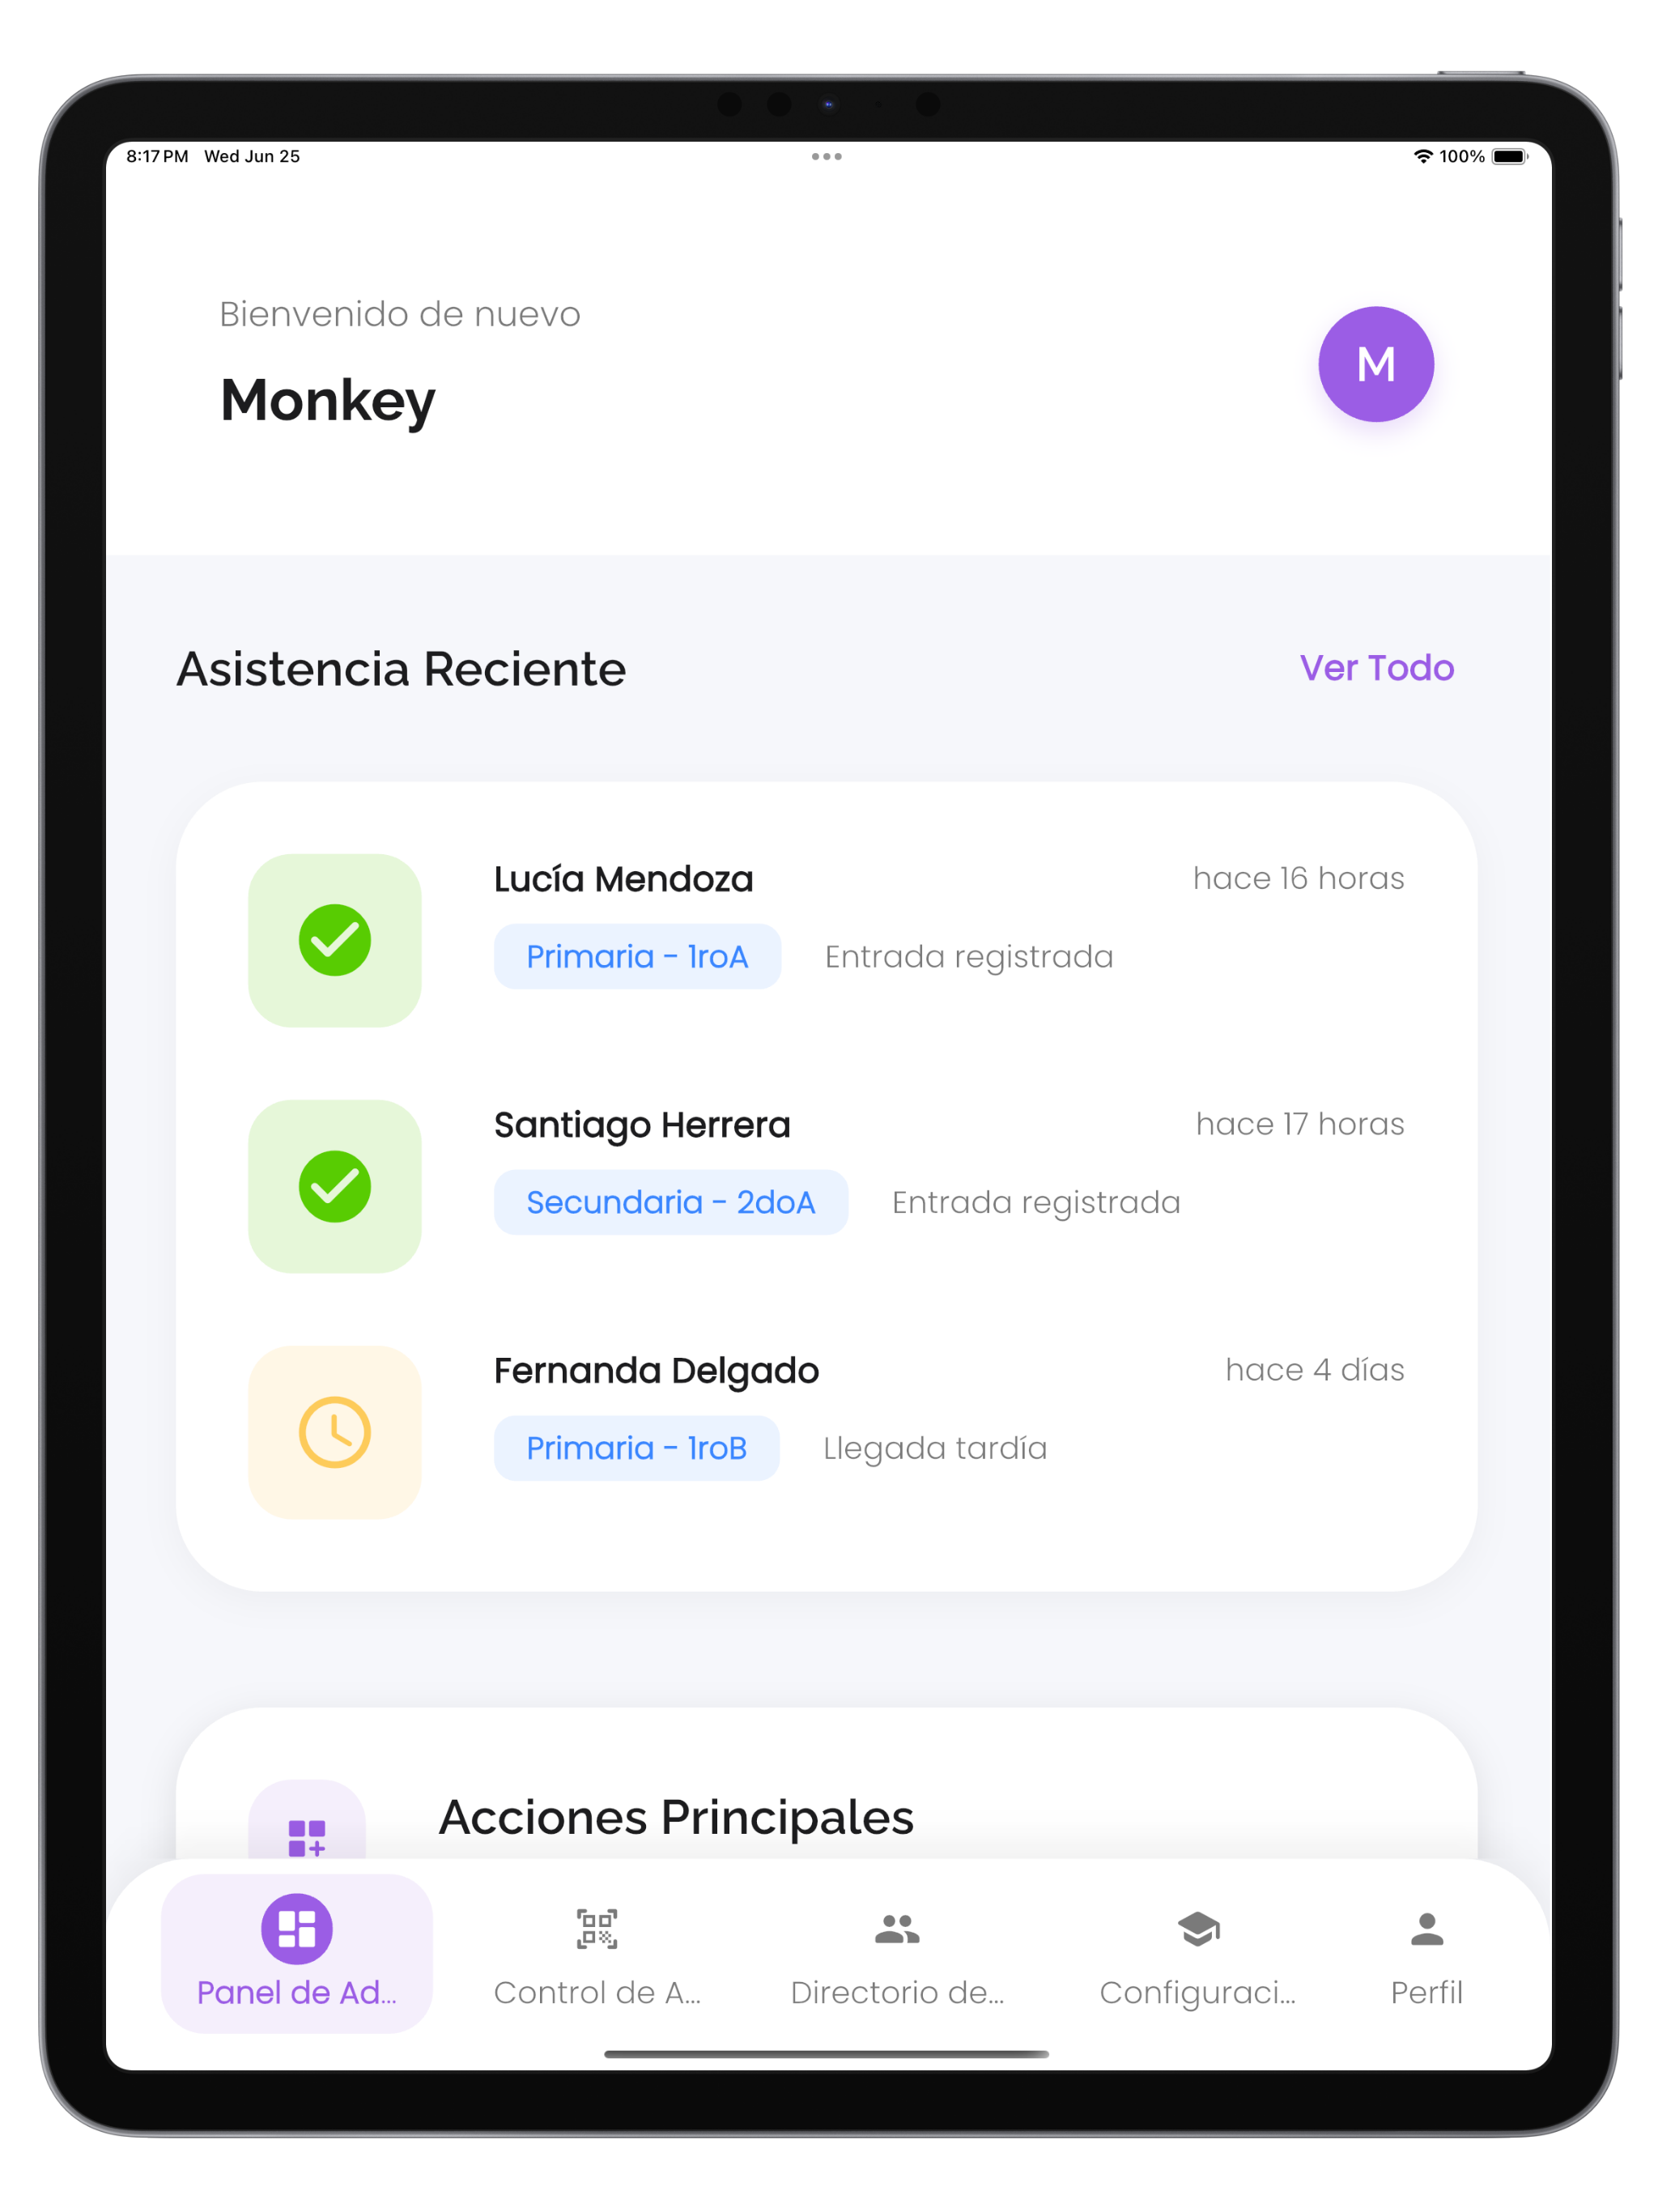 8:17 PM Wed Jun 25 100%
Bienvenido de nuevo
Monkey
M
Asistencia Reciente Ver Todo
Lucía Mendoza hace 16 horas
Primaria - 1roA Entrada registrada
Santiago Herrera hace 17 horas
Secundaria - 2doA Entrada registrada
Fernanda Delgado hace 4 días
Primaria - 1roB Llegada tardía
Acciones Principales
Panel de Ad... Control de A... Directorio de... Configuraci... Perfil